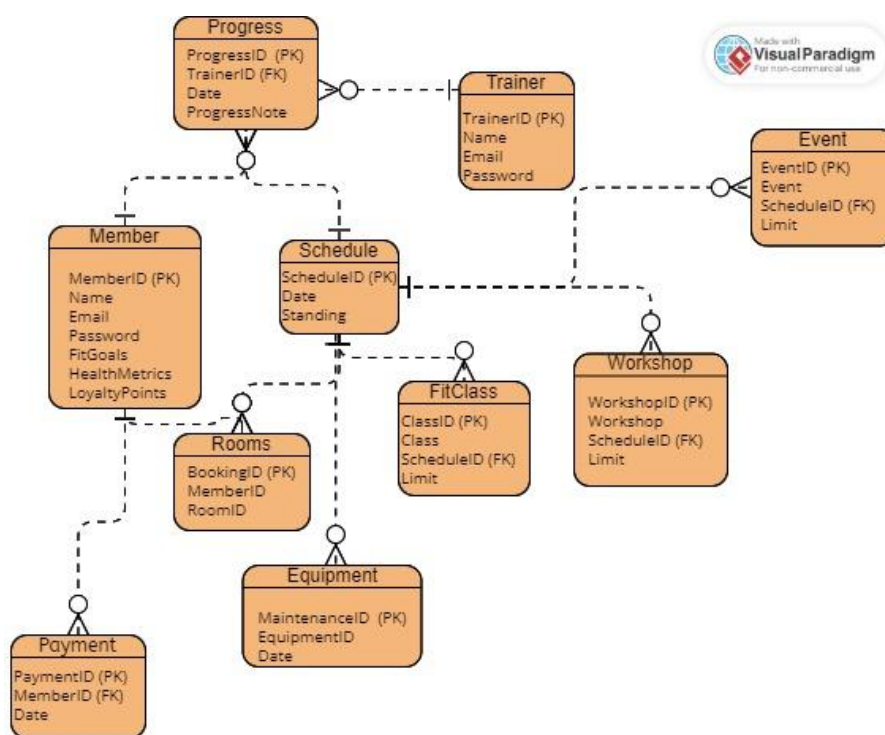 Progress
ProgressID (PK)
TrainerID (FK)
Date
ProgressNote
Made with
Visual Paradigm
For non-commercial use
Trainer
TrainerID (PK)
Name
Email
Password
Event
EventID (PK)
Event
ScheduleID (FK)
Limit
Member
MemberID (PK)
Name
Email
Password
FitGoals
HealthMetrics
LoyaltyPoints
Schedule
ScheduleID (PK)
Date
Standing
Workshop
WorkshopID (PK)
Workshop
ScheduleID (FK)
Limit
FitClass
ClassID (PK)
Class
ScheduleID (FK)
Limit
Rooms
BookingID (PK)
MemberID
RoomID
Equipment
MaintenanceID (PK)
EquipmentID
Date
Payment
PaymentID (PK)
MemberID (FK)
Date